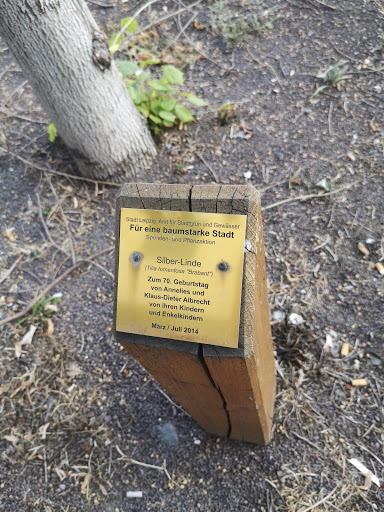 Stadt Leipzig, Amt für Stadtgrün und Gewässer
Für eine baumstarke Stadt
Spenden- und Pflanzaktion
Silber-Linde
(Tilia tomentosa "Brabant")
Zum 70. Geburtstag
von Annelies und
Klaus-Dieter Albrecht
von ihren Kindern
und Enkelkindern
März / Juli 2014